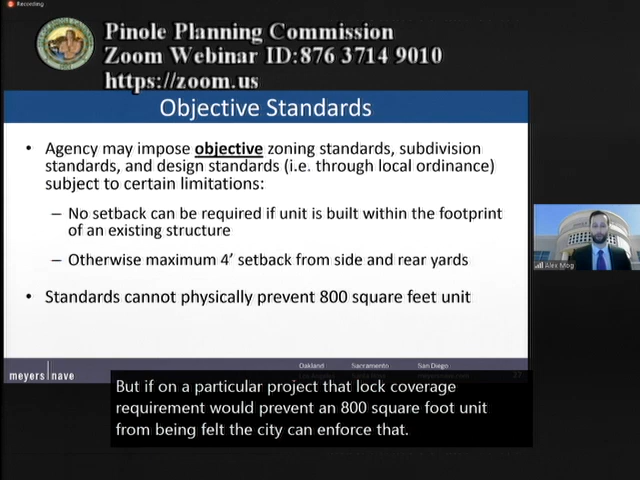 Recording
Pinole Planning Commission
Zoom Webinar ID:876 3714 9010
https://zoom.us
Objective Standards
• Agency may impose objective zoning standards, subdivision
standards, and design standards (i.e. through local ordinance)
subject to certain limitations:
– No setback can be required if unit is built within the footprint
of an existing structure
– Otherwise maximum 4’ setback from side and rear yards
• Standards cannot physically prevent 800 square feet unit
Alex Mog
meyers nave
Oakland Sacramento San Diego
But if on a particular project that lock coverage
requirement would prevent an 800 square foot unit
from being felt the city can enforce that.